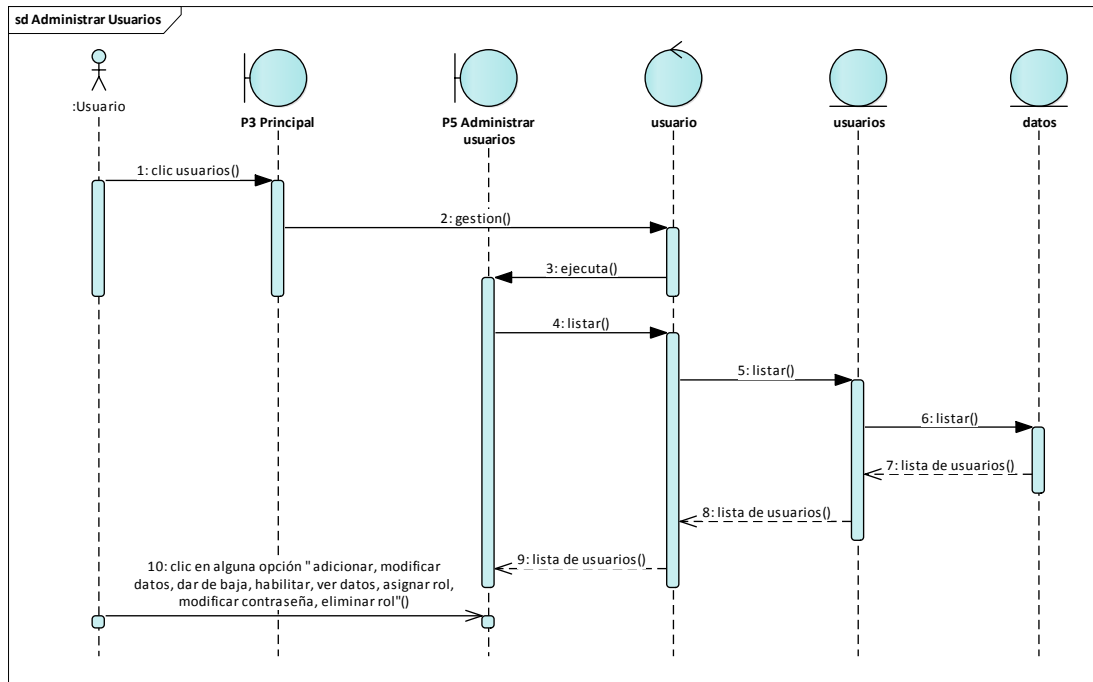 sd Administrar Usuarios
:Usuario
P3 Principal
P5 Administrar
usuarios
usuario
usuarios
datos
1: clic usuarios()
2: gestion()
3: ejecuta()
4: listar()
5: listar()
6: listar()
7: lista de usuarios()
8: lista de usuarios()
9: lista de usuarios()
10: clic en alguna opción " adicionar, modificar
datos, dar de baja, habilitar, ver datos, asignar rol,
modificar contraseña, eliminar rol"()